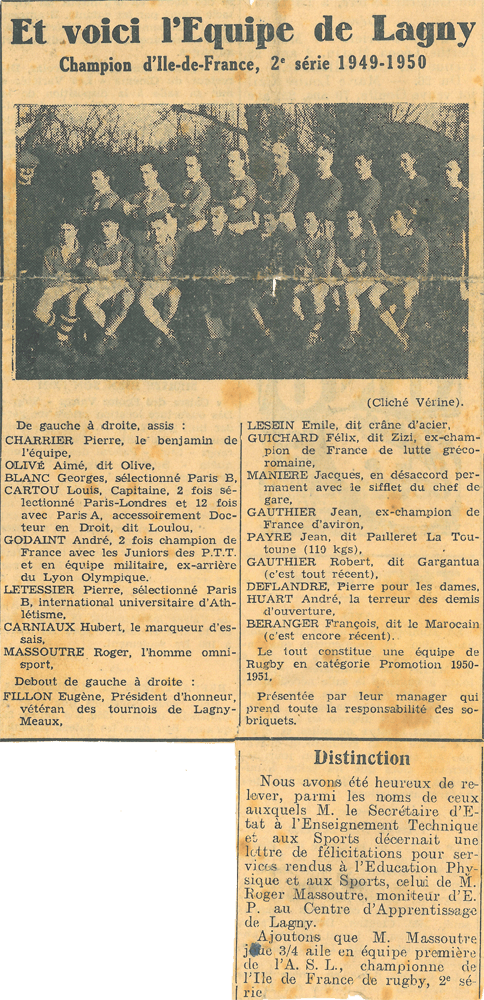 Et voici l'Equipe de Lagny
Champion d'Ile-de-France, 2e série 1949-1950
(Cliché Vérine).
De gauche à droite, assis :
CHARRIER Pierre, le benjamin de
l'équipe,
OLIVÉ Aimé, dit Olive,
BLANC Georges, sélectionné Paris B,
CARTOU Louis, Capitaine, 2 fois sé-
lectionné Paris-Londres et 12 fois
avec Paris A, accessoirement Doc-
teur en Droit, dit Loulou,
GODAINT André, 2 fois champion de
France avec les Juniors des P.T.T.
et en équipe militaire, ex-arrière
du Lyon Olympique.
LETESSIER Pierre, sélectionné Paris
B, international universitaire d'Ath-
létisme,
CARNIAUX Hubert, le marqueur d'es-
sais,
MASSOUTRE Roger, l'homme omni-
sport,
Debout de gauche à droite :
FILLON Eugène, Président d'honneur,
vétéran des tournois de Lagny-
Meaux,
LESEIN Emile, dit crâne d'acier,
GUICHARD Félix, dit Zizi, ex-cham-
pion de France de lutte gréco-
romaine,
MANIERE Jacques, en désaccord per-
manent avec le sifflet du chef de
gare,
GAUTHIER Jean, ex-champion de
France d'aviron,
PAYRE Jean, dit Pailleret La Tou-
toune (119 kgs),
GAUTHIER Robert, dit Gargantua
(c'est tout récent),
DEFLANDRE, Pierre pour les dames,
HUART André, la terreur des demis
d'ouverture,
BERANGER François, dit le Marocain
(c'est encore récent).
Le tout constitue une équipe de
Rugby en catégorie Promotion 1950-
1951,
Présentée par leur manager qui
prend toute la responsabilité des so-
briquets.
Distinction
Nous avons été heureux de re-
lever, parmi les noms de ceux
auxquels M. le Secrétaire d'E-
tat à l'Enseignement Technique
et aux Sports décernait une
lettre de félicitations pour ser-
vices rendus à l'Education Phy-
sique et aux Sports, celui de M.
Roger Massoutre, moniteur d'E.
P. au Centre d'Apprentissage
de Lagny.
Ajoutons que M. Massoutre
joue 3/4 aile en équipe première
de l'A. S. L., championne de
l'Ile de France de rugby, 2e sé-
rie.